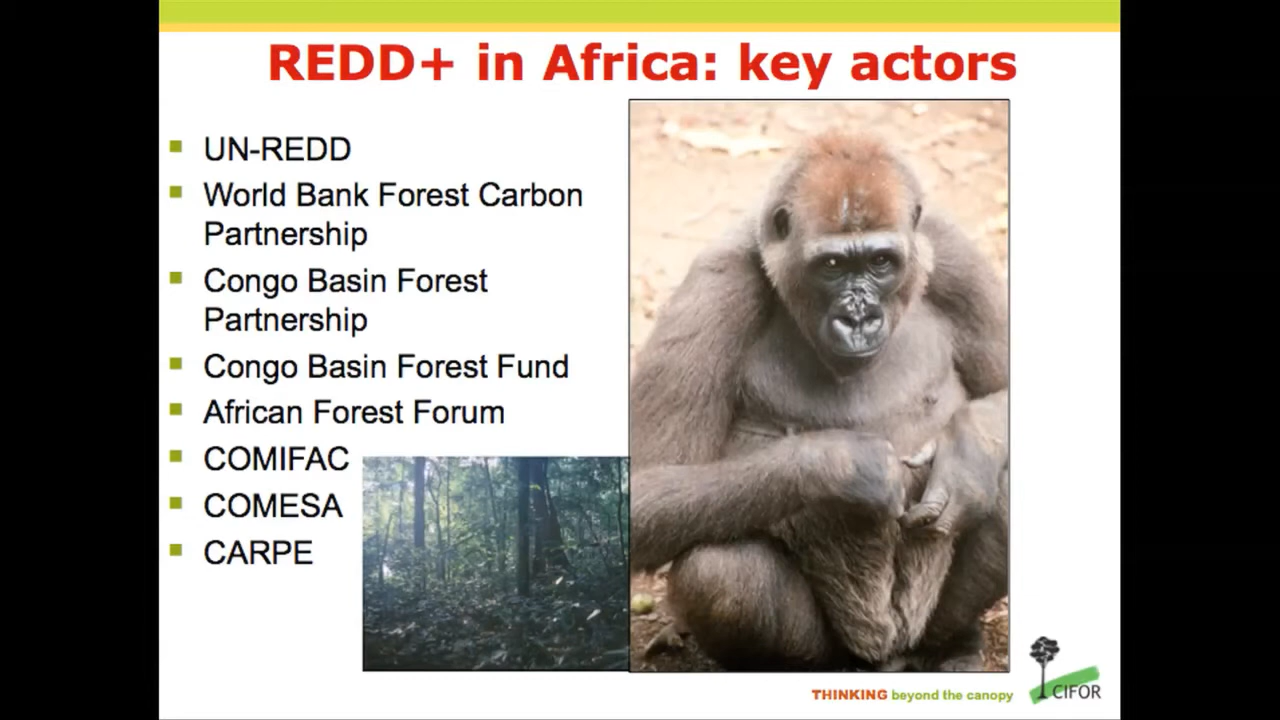 REDD+ in Africa: key actors
UN-REDD
World Bank Forest Carbon
Partnership
Congo Basin Forest
Partnership
Congo Basin Forest Fund
African Forest Forum
COMIFAC
COMESA
CARPE
THINKING beyond the canopy
CIFOR